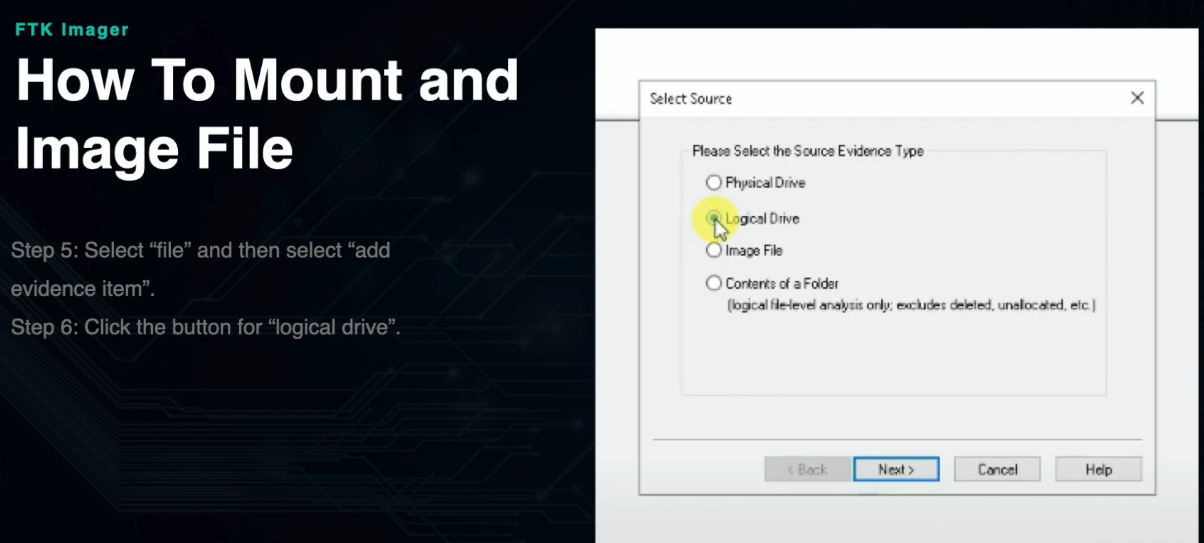 FTK Imager
How To Mount and
Image File
Step 5: Select “file” and then select “add
evidence item”.
Step 6: Click the button for “logical drive”.
Select Source
Please Select the Source Evidence Type
Physical Drive
Logical Drive
Image File
Contents of a Folder
(logical file-level analysis only; excludes deleted, unallocated, etc.)
< Back
Next >
Cancel
Help